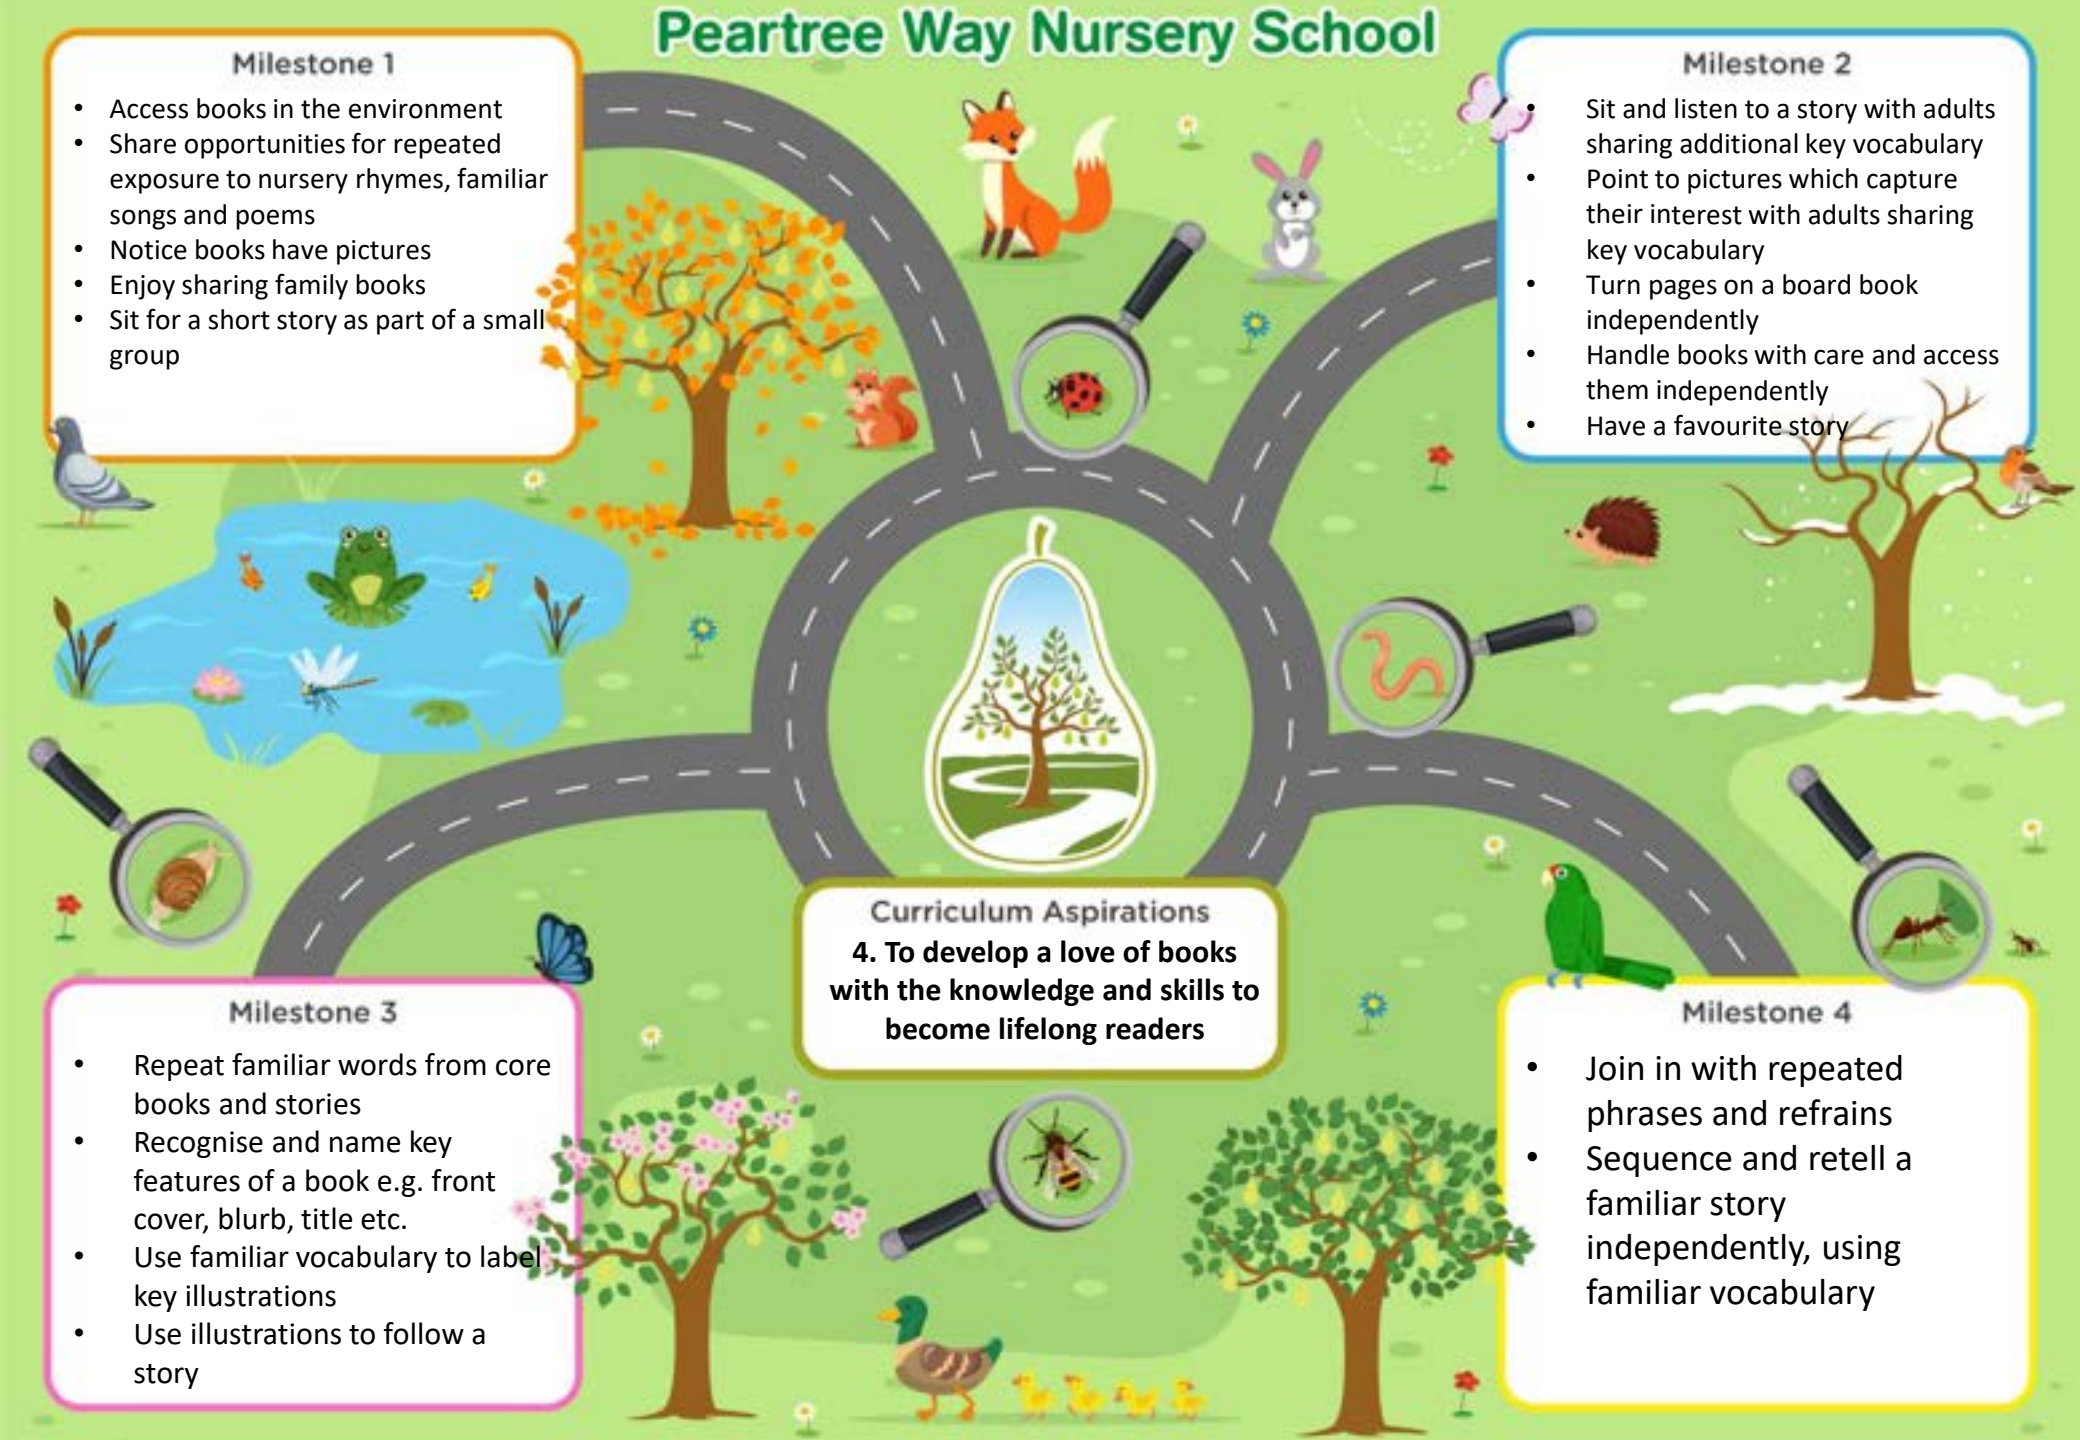 Peartree Way Nursery School
Milestone 1
• Access books in the environment
• Share opportunities for repeated
exposure to nursery rhymes, familiar
songs and poems
• Notice books have pictures
• Enjoy sharing family books
• Sit for a short story as part of a small
group
Milestone 2
• Sit and listen to a story with adults
sharing additional key vocabulary
• Point to pictures which capture
their interest with adults sharing
key vocabulary
• Turn pages on a board book
independently
• Handle books with care and access
them independently
• Have a favourite story
Curriculum Aspirations
4. To develop a love of books
with the knowledge and skills to
become lifelong readers
Milestone 3
• Repeat familiar words from core
books and stories
• Recognise and name key
features of a book e.g. front
cover, blurb, title etc.
• Use familiar vocabulary to label
key illustrations
• Use illustrations to follow a
story
Milestone 4
• Join in with repeated
phrases and refrains
• Sequence and retell a
familiar story
independently, using
familiar vocabulary